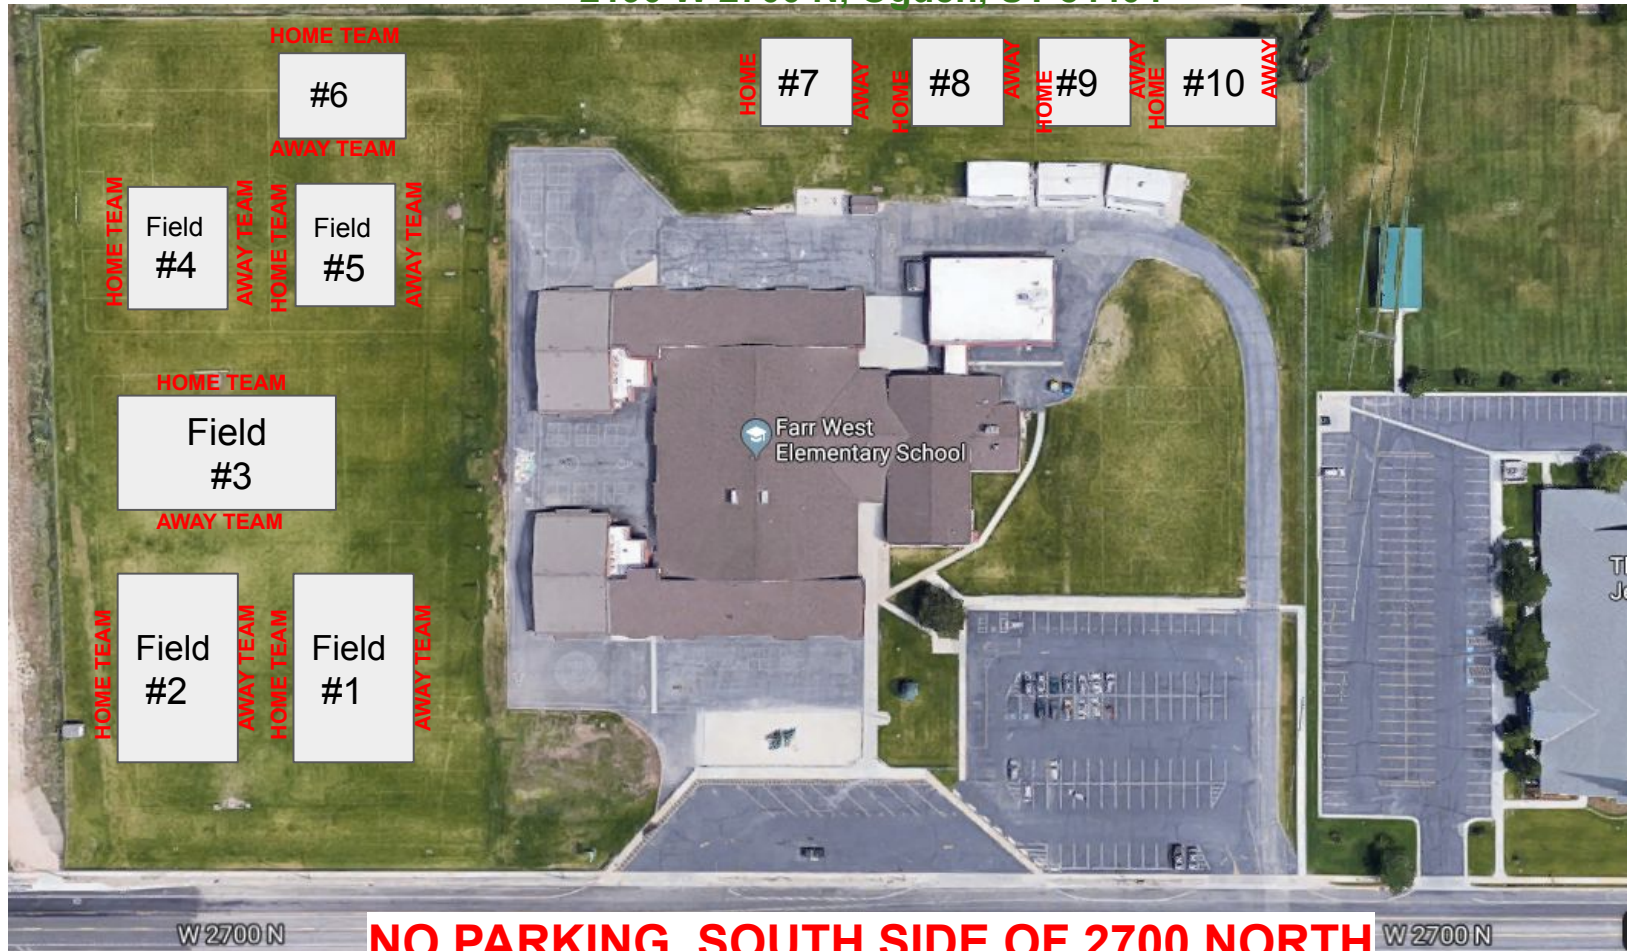 HOME TEAM
#6
AWAY TEAM
HOME
#7
AWAY
HOME
#8
AWAY
HOME
#9
AWAY
HOME
#10
AWAY
HOME TEAM
Field
#4
AWAY TEAM
HOME TEAM
Field
#5
AWAY TEAM
HOME TEAM
Field
#3
AWAY TEAM
Farr West
Elementary School
HOME TEAM
Field
#2
AWAY TEAM
HOME TEAM
Field
#1
AWAY TEAM
W 2700 N
NO PARKING SOUTH SIDE OF 2700 NORTH
W 2700 N